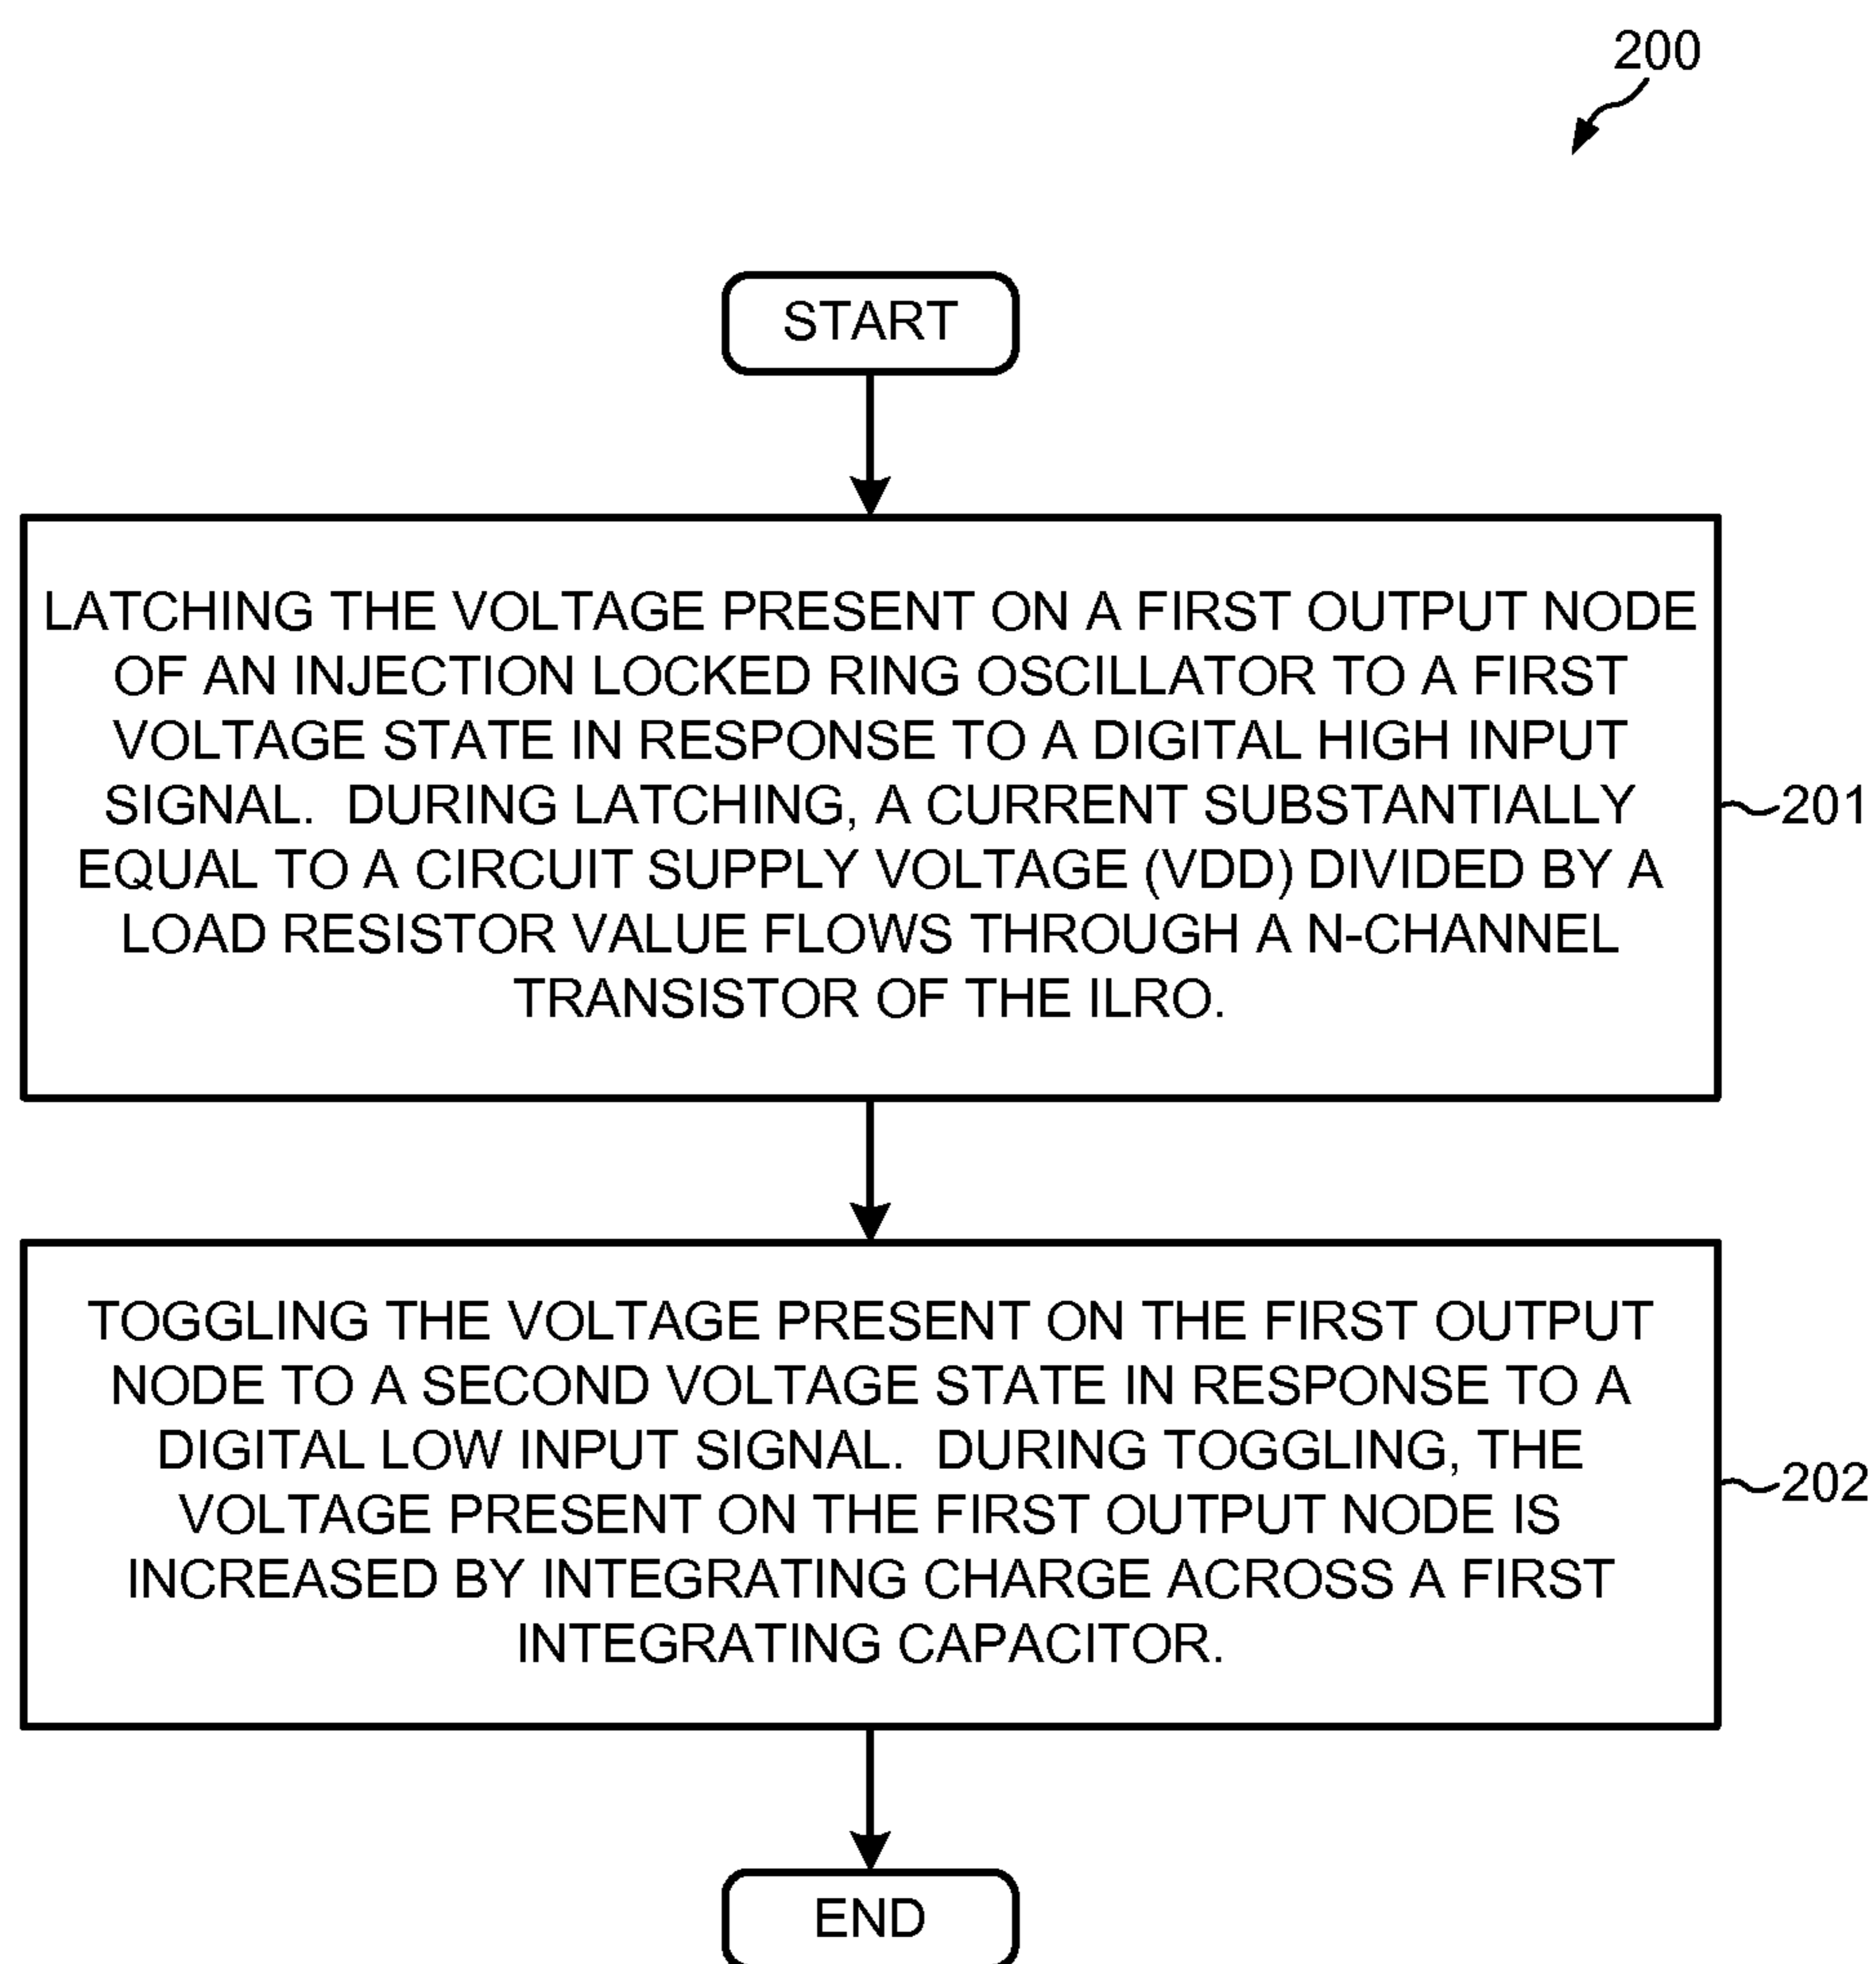 200
START
LATCHING THE VOLTAGE PRESENT ON A FIRST OUTPUT NODE
OF AN INJECTION LOCKED RING OSCILLATOR TO A FIRST
VOLTAGE STATE IN RESPONSE TO A DIGITAL HIGH INPUT
SIGNAL.  DURING LATCHING, A CURRENT SUBSTANTIALLY
EQUAL TO A CIRCUIT SUPPLY VOLTAGE (VDD) DIVIDED BY A
LOAD RESISTOR VALUE FLOWS THROUGH A N-CHANNEL
TRANSISTOR OF THE ILRO.
201
TOGGLING THE VOLTAGE PRESENT ON THE FIRST OUTPUT
NODE TO A SECOND VOLTAGE STATE IN RESPONSE TO A
DIGITAL LOW INPUT SIGNAL.  DURING TOGGLING, THE
VOLTAGE PRESENT ON THE FIRST OUTPUT NODE IS
INCREASED BY INTEGRATING CHARGE ACROSS A FIRST
INTEGRATING CAPACITOR.
202
END